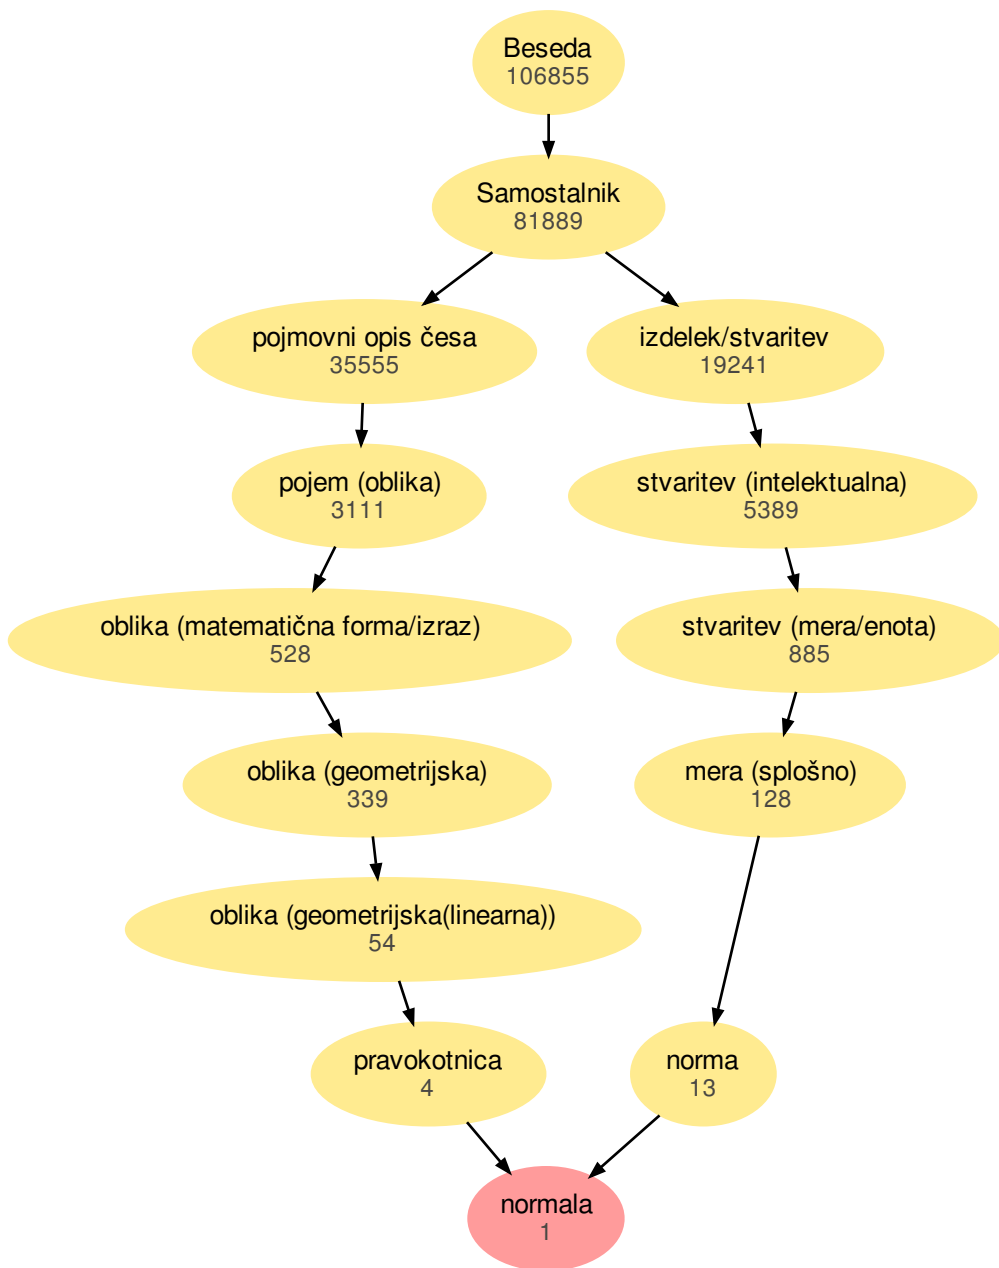 Beseda
106855
Samostalnik
81889
pojmovni opis česa
35555
izdelek/stvaritev
19241
pojem (oblika)
3111
stvaritev (intelektualna)
5389
oblika (matematična forma/izraz)
528
stvaritev (mera/enota)
885
oblika (geometrijska)
339
mera (splošno)
128
oblika (geometrijska(linearna))
54
pravokotnica
4
norma
13
normala
1